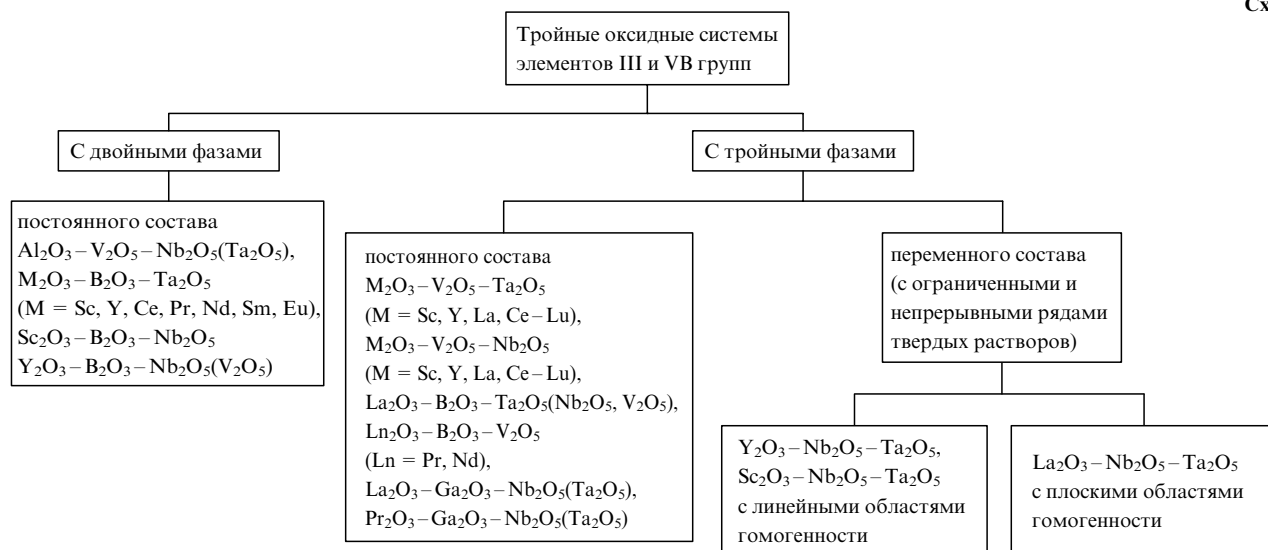 Сх
Тройные оксидные системы
элементов III и VB групп
С двойными фазами
С тройными фазами
постоянного состава
Al₂O₃–V₂O₅–Nb₂O₅(Ta₂O₅),
M₂O₃–B₂O₃–Ta₂O₅
(M = Sc, Y, Ce, Pr, Nd, Sm, Eu),
Sc₂O₃–B₂O₃–Nb₂O₅
Y₂O₃–B₂O₃–Nb₂O₅(V₂O₅)
постоянного состава
M₂O₃–V₂O₅–Ta₂O₅
(M = Sc, Y, La, Ce–Lu),
M₂O₃–V₂O₅–Nb₂O₅
(M = Sc, Y, La, Ce–Lu),
La₂O₃–B₂O₃–Ta₂O₅(Nb₂O₅, V₂O₅),
Ln₂O₃–B₂O₃–V₂O₅
(Ln = Pr, Nd),
La₂O₃–Ga₂O₃–Nb₂O₅(Ta₂O₅),
Pr₂O₃–Ga₂O₃–Nb₂O₅(Ta₂O₅)
переменного состава
(с ограниченными и
непрерывными рядами
твердых растворов)
Y₂O₃–Nb₂O₅–Ta₂O₅,
Sc₂O₃–Nb₂O₅–Ta₂O₅
с линейными областями
гомогенности
La₂O₃–Nb₂O₅–Ta₂O₅
с плоскими областями
гомогенности